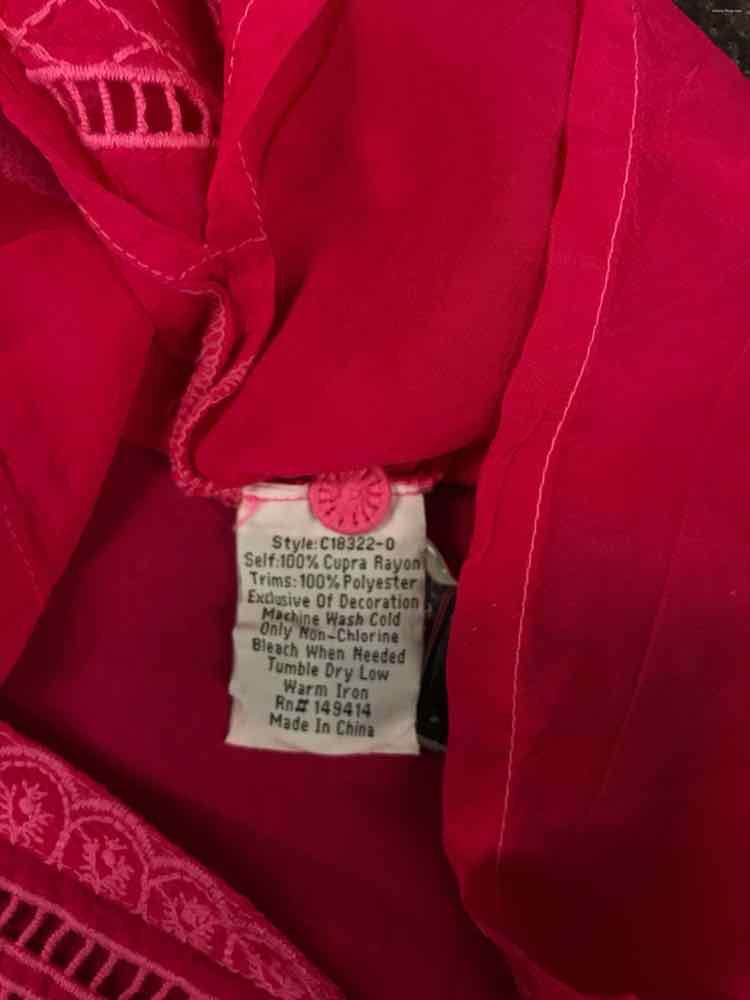 Style:C18322-O
Self:100% Cupra Rayon
Trims:100% Polyester
Exclusive Of Decoration
Machine Wash Cold
Only Non-Chlorine
Bleach When Needed
Tumble Dry Low
Warm Iron
Rn# 149414
Made In China